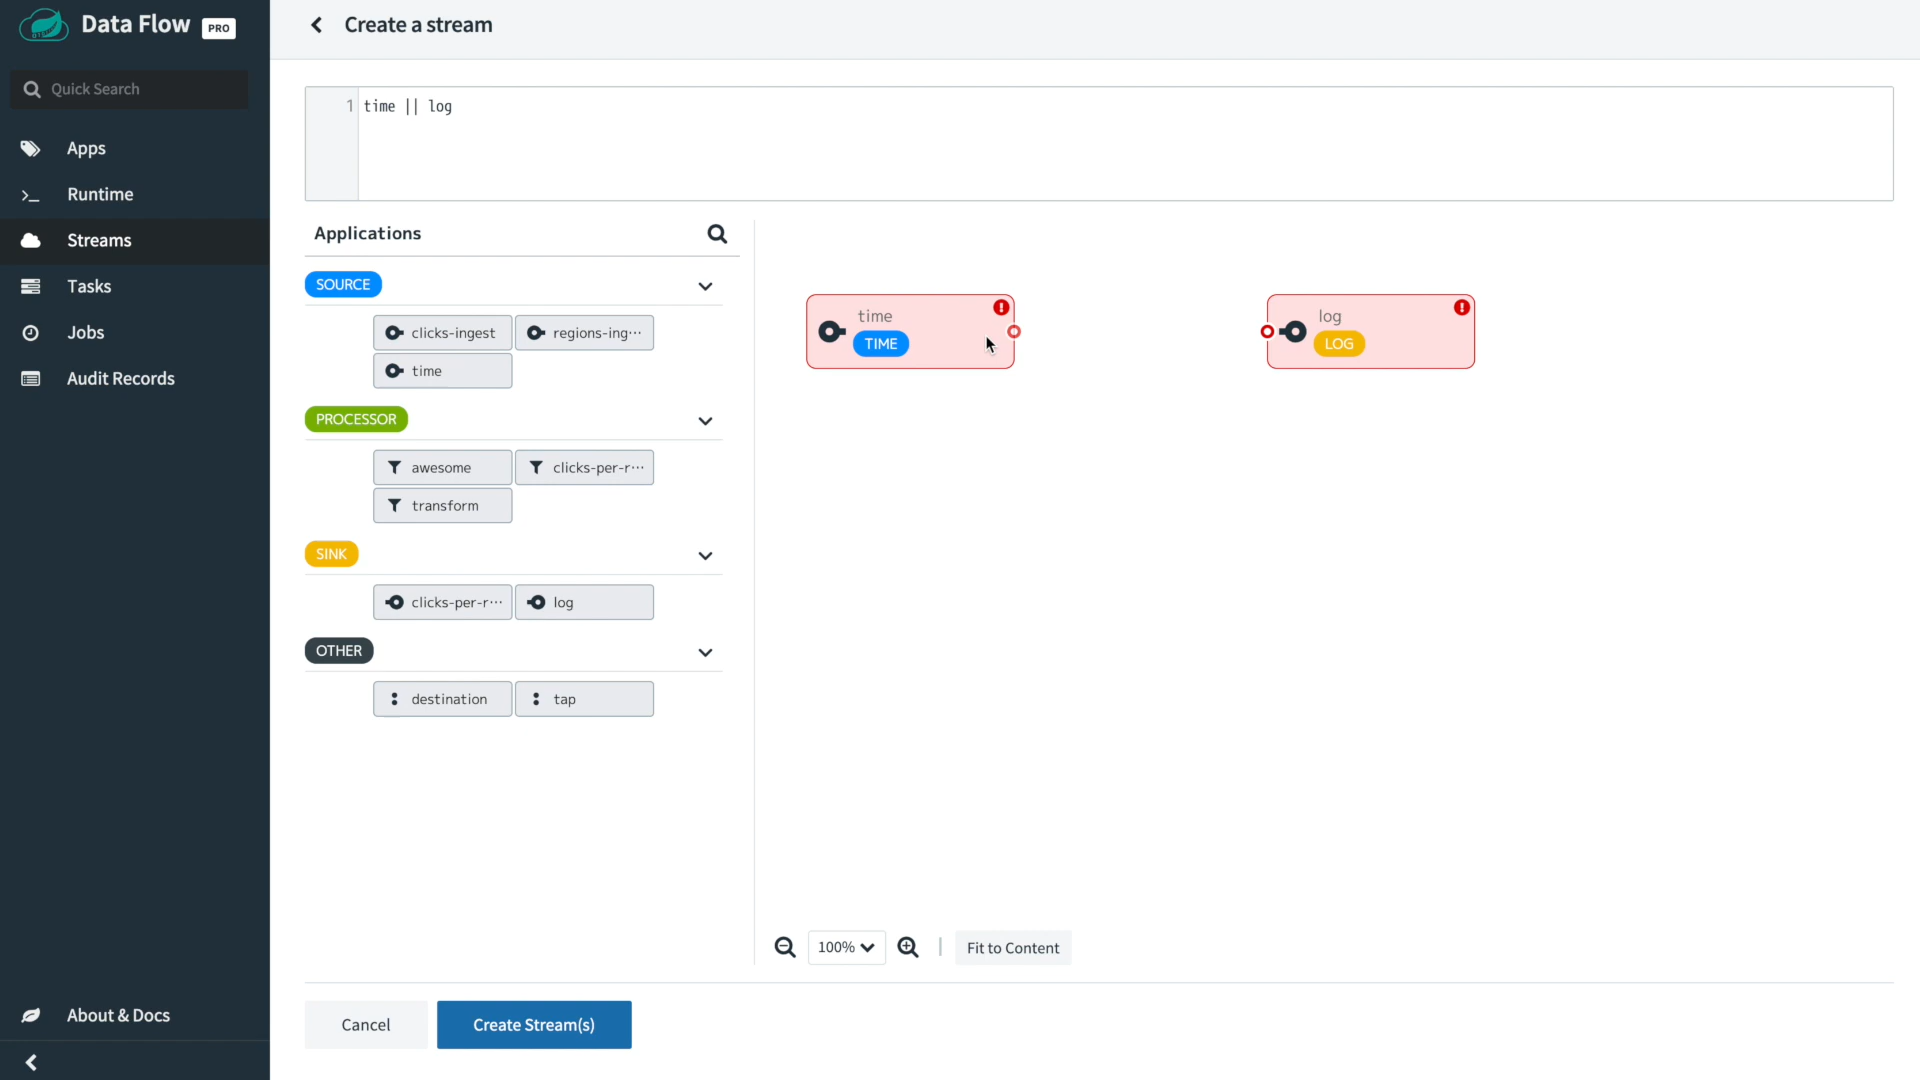 Data Flow PRO
Quick Search
Apps
Runtime
Streams
Tasks
Jobs
Audit Records
About & Docs
Create a stream
1 time || log
Applications
SOURCE
clicks-ingest regions-ing···
time
PROCESSOR
awesome clicks-per-r···
transform
SINK
clicks-per-r··· log
OTHER
destination tap
time
TIME
log
LOG
100% Fit to Content
Cancel Create Stream(s)